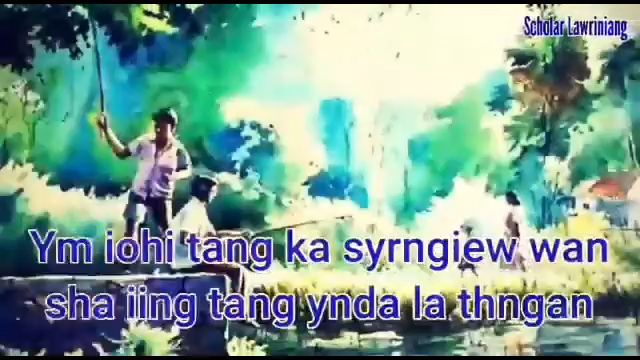 Scholar Lawriniang
Ym iohi tang ka syrngiew wan
sha iing tang ynda la thngan